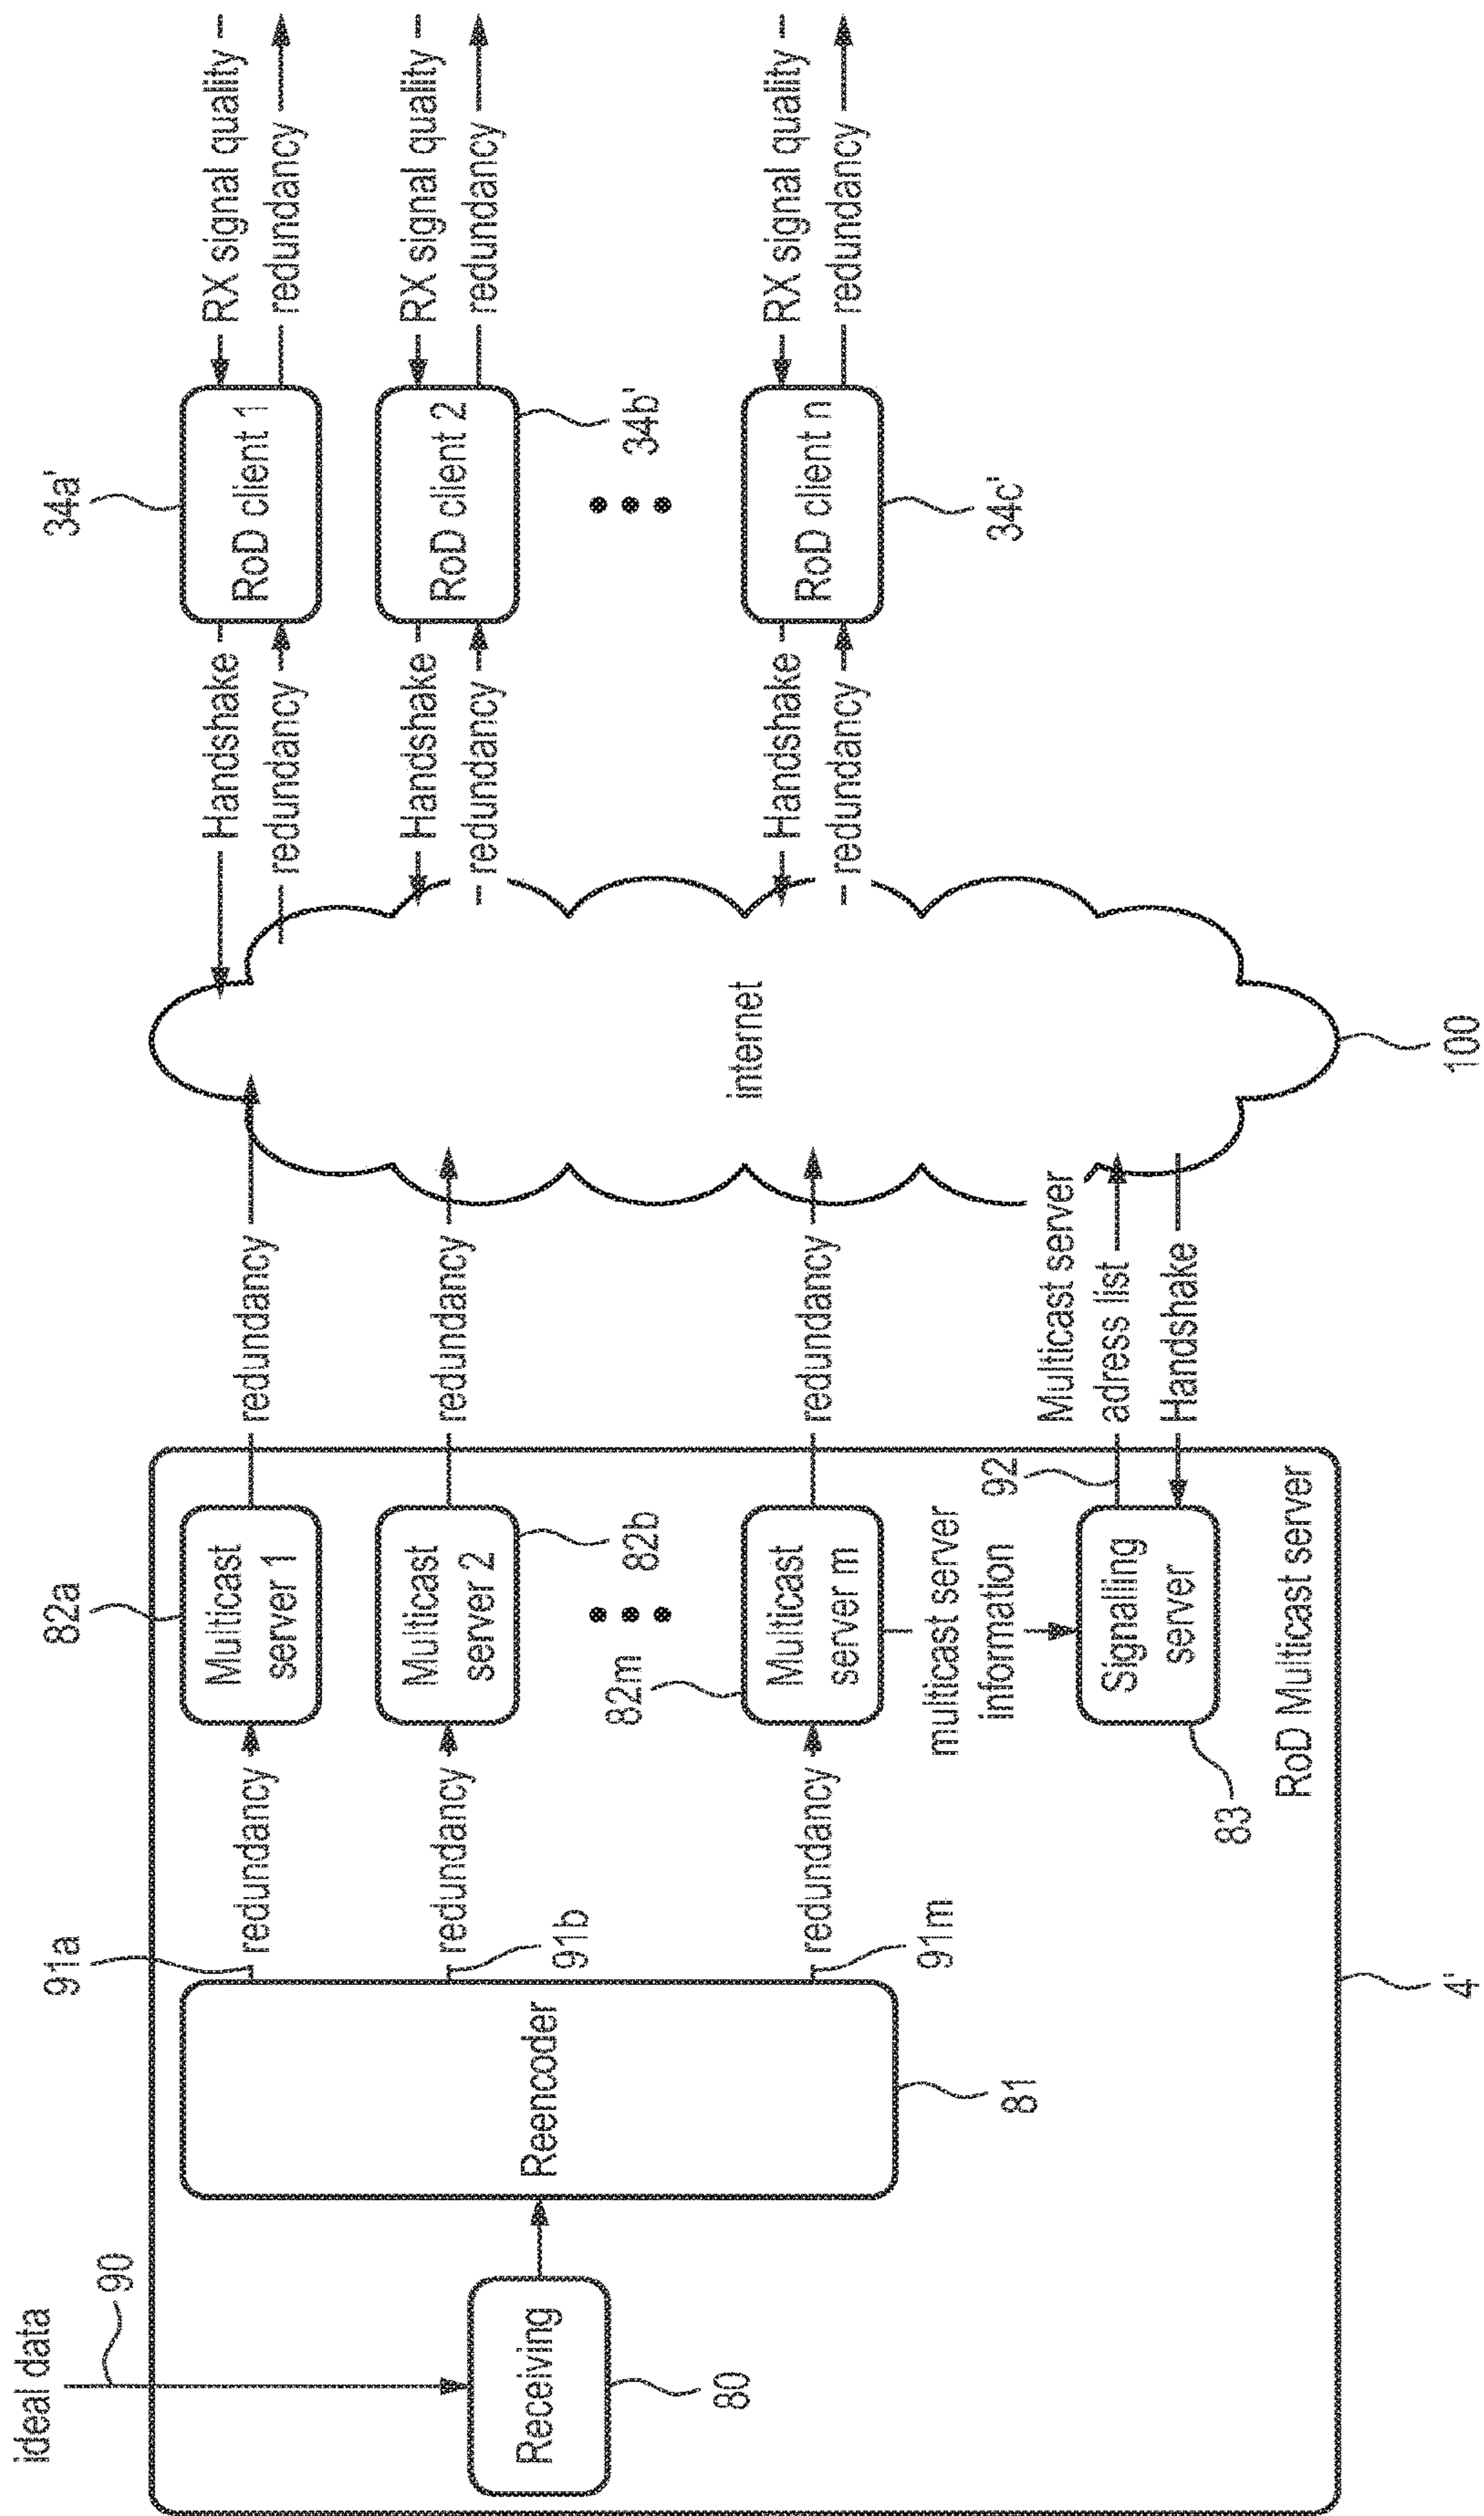 ideal data
90
Receiving
80
Reencoder
81
91a
redundancy
91b
redundancy
91m
redundancy
82a
Multicast
server 1
82b
Multicast
server 2
82m
Multicast
server m
multicast server
information
Signalling
server
83
92
RoD Multicast server
4'
redundancy
redundancy
redundancy
Multicast server
adress list
Handshake
internet
100
Handshake
redundancy
Handshake
redundancy
Handshake
redundancy
34a'
RoD client 1
34b'
RoD client 2
34c'
RoD client n
RX signal quality
redundancy
RX signal quality
redundancy
RX signal quality
redundancy